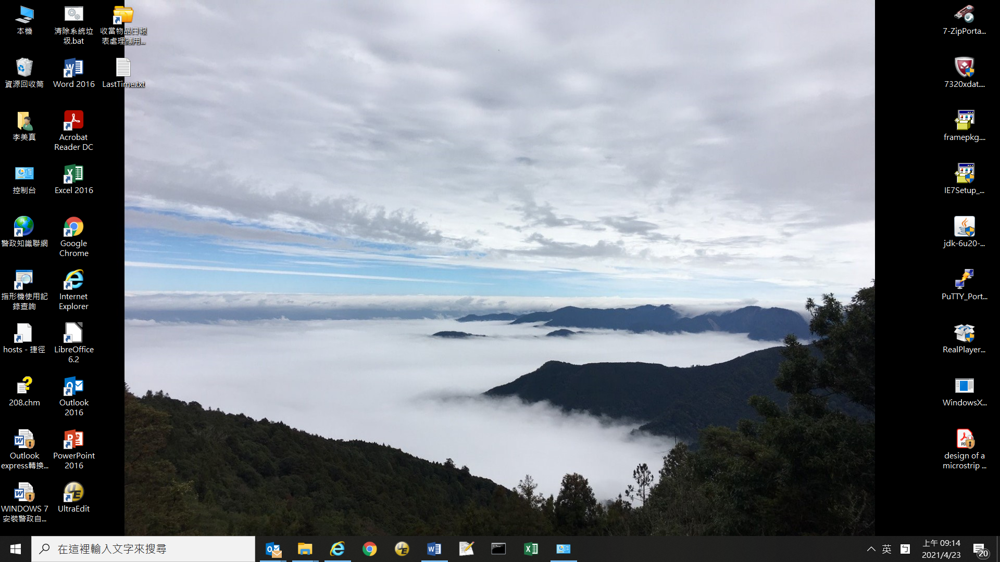 本機
資源回收筒
李美真
控制台
警政知識聯網
指形機使用記
錄查詢
hosts - 捷徑
208.chm
Outlook
express轉換...
WINDOWS 7
安裝警政自...
清除系統垃
圾.bat
Word 2016
Acrobat
Reader DC
Excel 2016
Google
Chrome
Internet
Explorer
LibreOffice
6.2
Outlook
2016
PowerPoint
2016
UltraEdit
收當物品日報
表處理應用...
LastTime.txt
7-ZipPorta...
7320xdat....
framepkg....
IE7Setup_...
jdk-6u20-...
PuTTY_Port...
RealPlayer...
WindowsX...
design of a
microstrip ...
在這裡輸入文字來搜尋
英
上午 09:14
2021/4/23
20